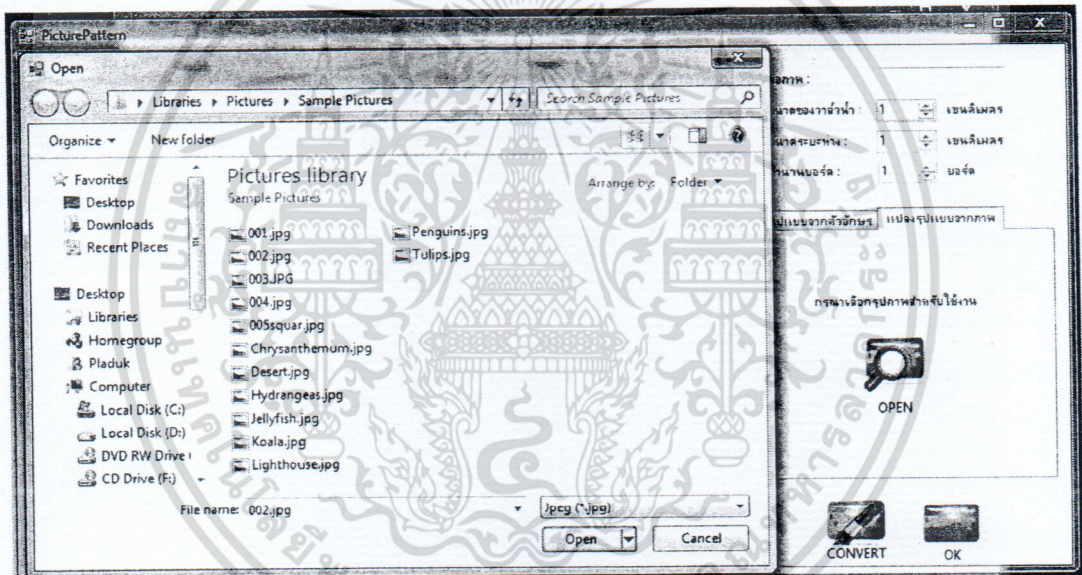 PicturePattern
Open
Libraries ▸ Pictures ▸ Sample Pictures
Search Sample Pictures
Organize
New folder
Favorites
Desktop
Downloads
Recent Places
Desktop
Libraries
Homegroup
Pladuk
Computer
Local Disk (C:)
Local Disk (D:)
DVD RW Drive
CD Drive (F:)
Pictures library
Sample Pictures
Arrange by: Folder
001.jpg
002.jpg
003.JPG
004.jpg
005squar.jpg
Chrysanthemum.jpg
Desert.jpg
Hydrangeas.jpg
Jellyfish.jpg
Koala.jpg
Lighthouse.jpg
Penguins.jpg
Tulips.jpg
File name: 002.jpg
Jpeg (*.jpg)
Open
Cancel
1 เซนติเมตร
1 เซนติเมตร
1 บอร์ด
แปลงรูปแบบจากภาพ
กรุณาเลือกรูปภาพสำหรับใช้งาน
OPEN
CONVERT
OK